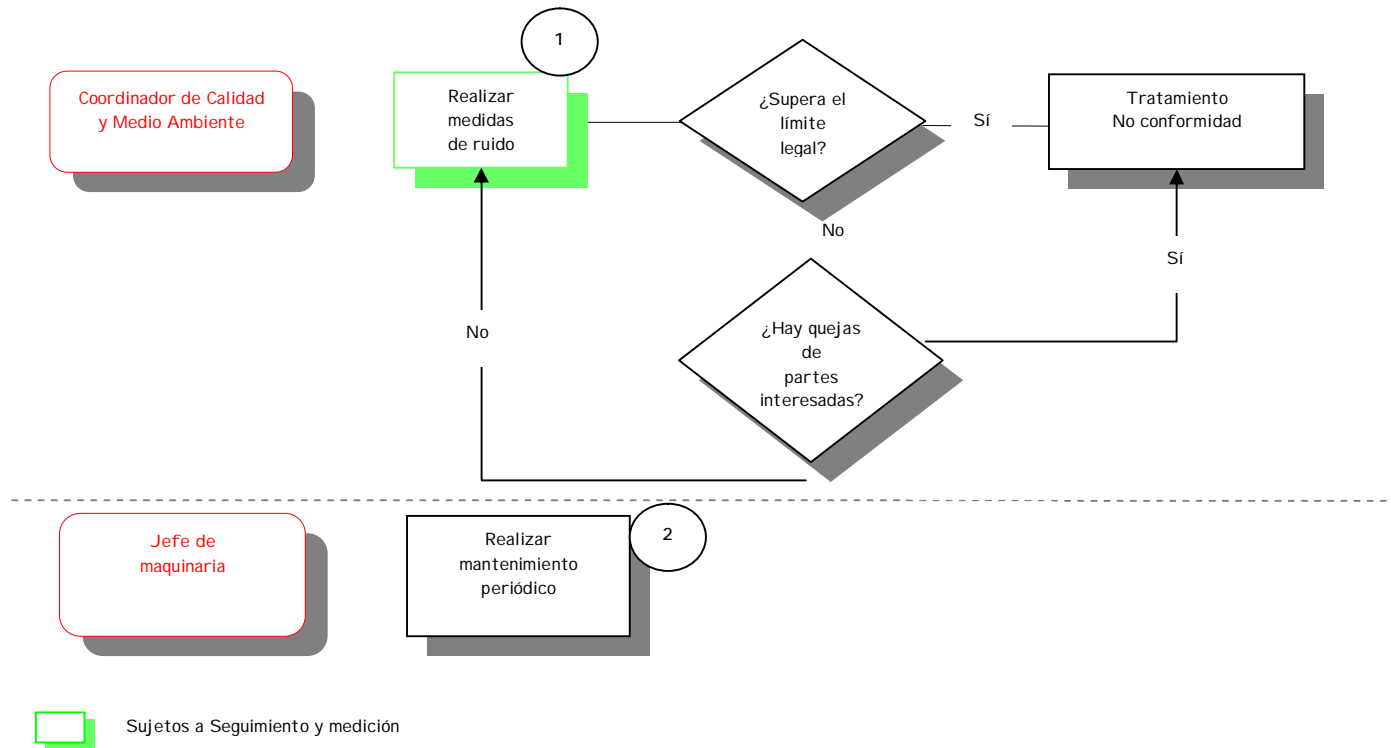 1
Coordinador de Calidad
y Medio Ambiente
Realizar
medidas
de ruido
¿Supera el
límite
legal?
Sí
Tratamiento
No conformidad
No
Sí
No
¿Hay quejas
de
partes
interesadas?
Jefe de
maquinaria
Realizar
mantenimiento
periódico
2
Sujetos a Seguimiento y medición